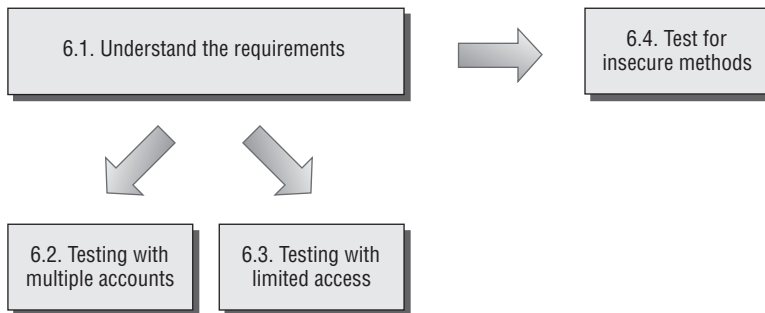 6.1. Understand the requirements
6.4. Test for
insecure methods
6.2. Testing with
multiple accounts
6.3. Testing with
limited access